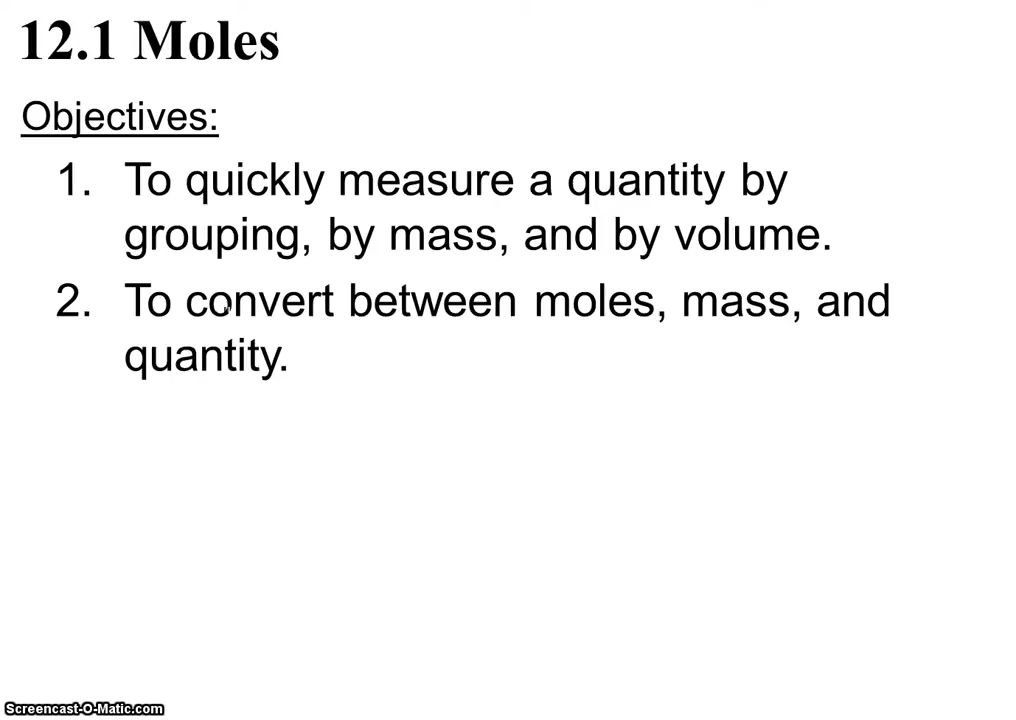 12.1 Moles
Objectives:
1. To quickly measure a quantity by
grouping, by mass, and by volume.
2. To convert between moles, mass, and
quantity.
Screencast-O-Matic.com